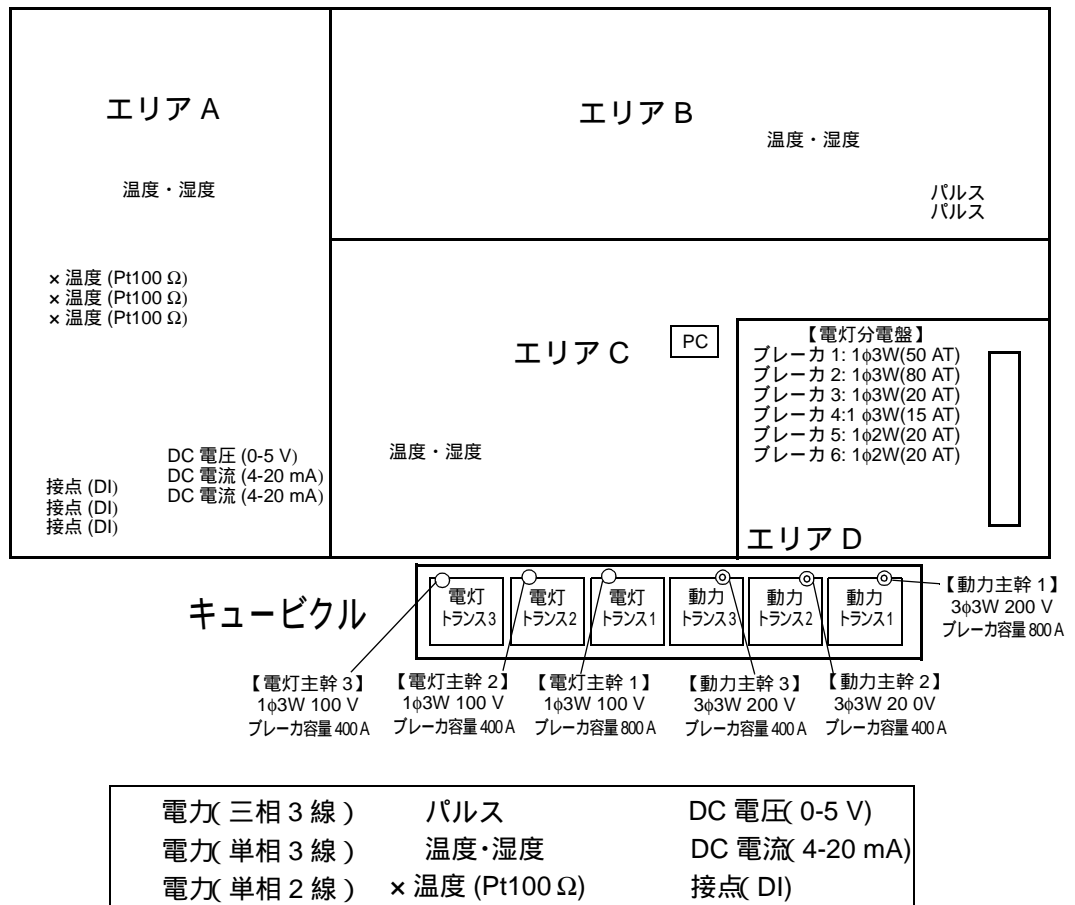 エリア A
温度・湿度
× 温度 (Pt100 Ω)
× 温度 (Pt100 Ω)
× 温度 (Pt100 Ω)
DC 電圧 (0-5 V)
DC 電流 (4-20 mA)
DC 電流 (4-20 mA)
接点 (DI)
接点 (DI)
接点 (DI)
エリア B
温度・湿度
パルス
パルス
エリア C
PC
温度・湿度
【電灯分電盤】
ブレーカ 1: 1φ3W(50 AT)
ブレーカ 2: 1φ3W(80 AT)
ブレーカ 3: 1φ3W(20 AT)
ブレーカ 4:1 φ3W(15 AT)
ブレーカ 5: 1φ2W(20 AT)
ブレーカ 6: 1φ2W(20 AT)
エリア D
キュービクル
電灯
トランス3
電灯
トランス2
電灯
トランス1
動力
トランス3
動力
トランス2
動力
トランス1
【動力主幹 1】
3φ3W 200 V
ブレーカ容量 800 A
【電灯主幹 3】
1φ3W 100 V
ブレーカ容量 400 A
【電灯主幹 2】
1φ3W 100 V
ブレーカ容量 400 A
【電灯主幹 1】
1φ3W 100 V
ブレーカ容量 800 A
【動力主幹 3】
3φ3W 200 V
ブレーカ容量 400 A
【動力主幹 2】
3φ3W 20 0V
ブレーカ容量 400 A
電力( 三相 3 線 )
パルス
DC 電圧( 0-5 V)
電力( 単相 3 線 )
温度・湿度
DC 電流( 4-20 mA)
電力( 単相 2 線 )
× 温度 (Pt100 Ω)
接点( DI)